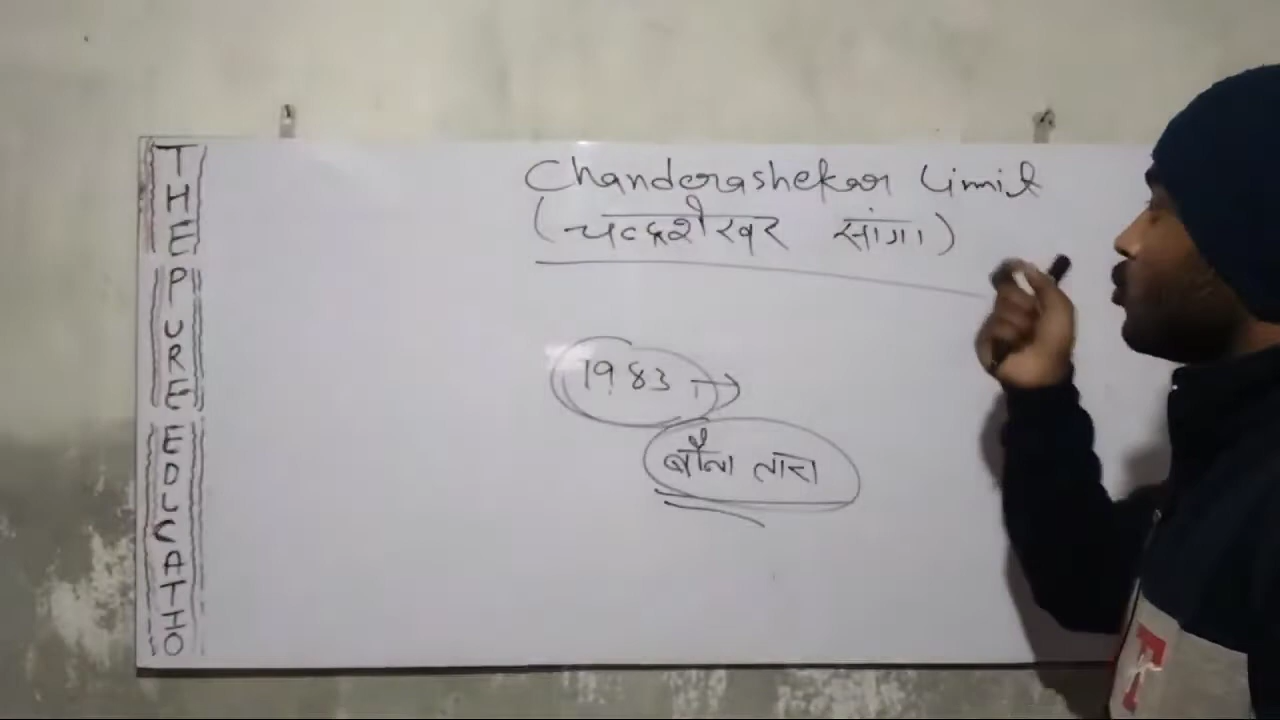 THE PURE EDUCATIO
Chanderashekar Limit
(चन्द्रशेखर सांगा)
1983 →
बौना तारा